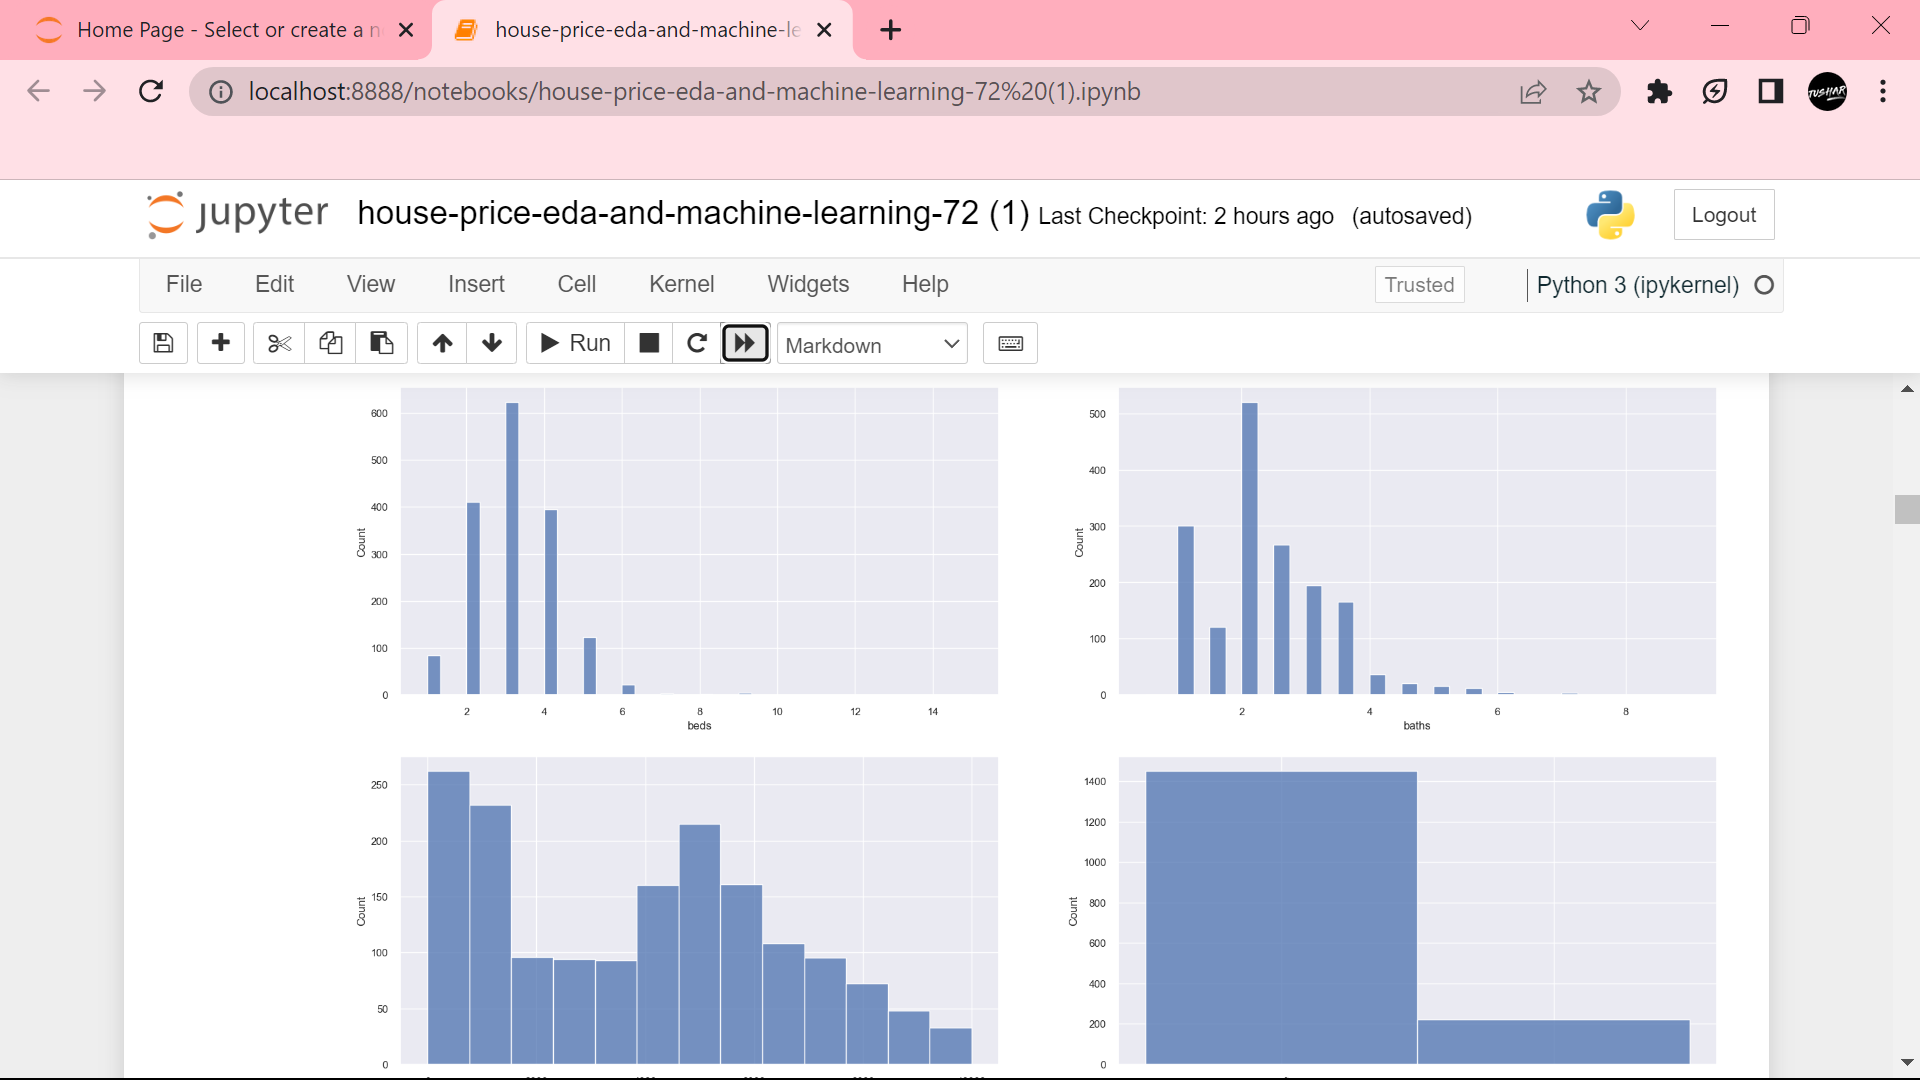 Home Page - Select or create a n
house-price-eda-and-machine-le
localhost:8888/notebooks/house-price-eda-and-machine-learning-72%20(1).ipynb
TUSHAR
jupyter house-price-eda-and-machine-learning-72 (1) Last Checkpoint: 2 hours ago (autosaved)
Logout
File Edit View Insert Cell Kernel Widgets Help
Trusted
Python 3 (ipykernel)
Run
Markdown
600
500
400
300
200
100
0
Count
2 4 6 8 10 12 14
beds
500
400
300
200
100
0
Count
2 4 6 8
baths
250
200
150
100
50
0
Count
1400
1200
1000
800
600
400
200
0
Count